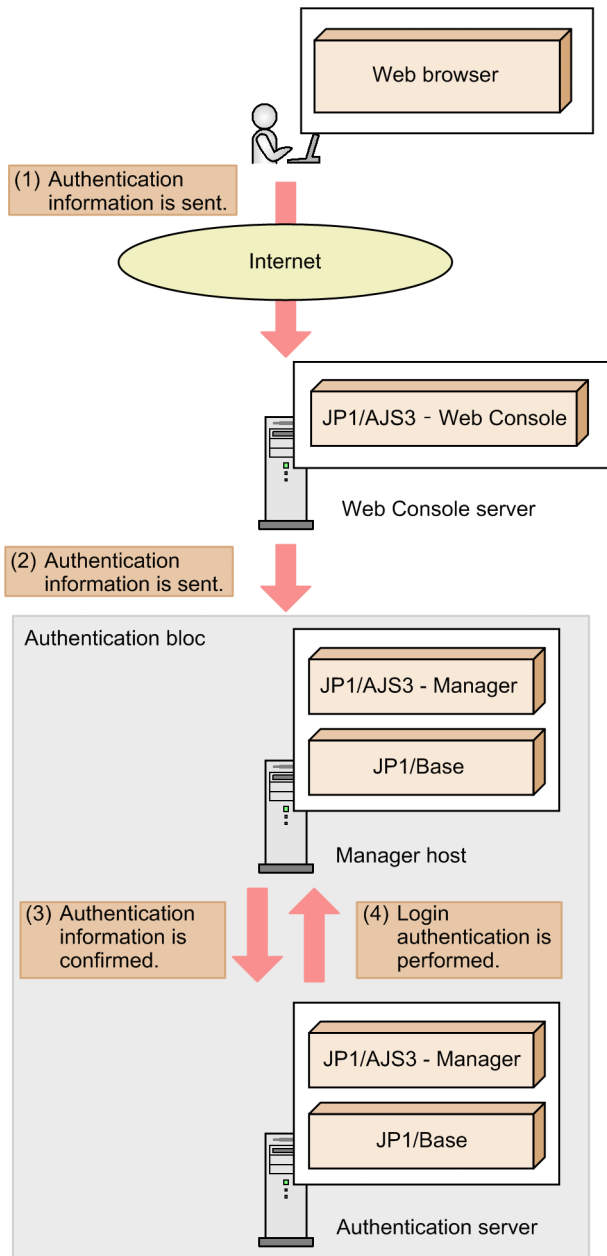 Web browser
(1) Authentication
information is sent.
Internet
JP1/AJS3 - Web Console
Web Console server
(2) Authentication
information is sent.
Authentication bloc
JP1/AJS3 - Manager
JP1/Base
Manager host
(3) Authentication
information is
confirmed.
(4) Login
authentication is
performed.
JP1/AJS3 - Manager
JP1/Base
Authentication server